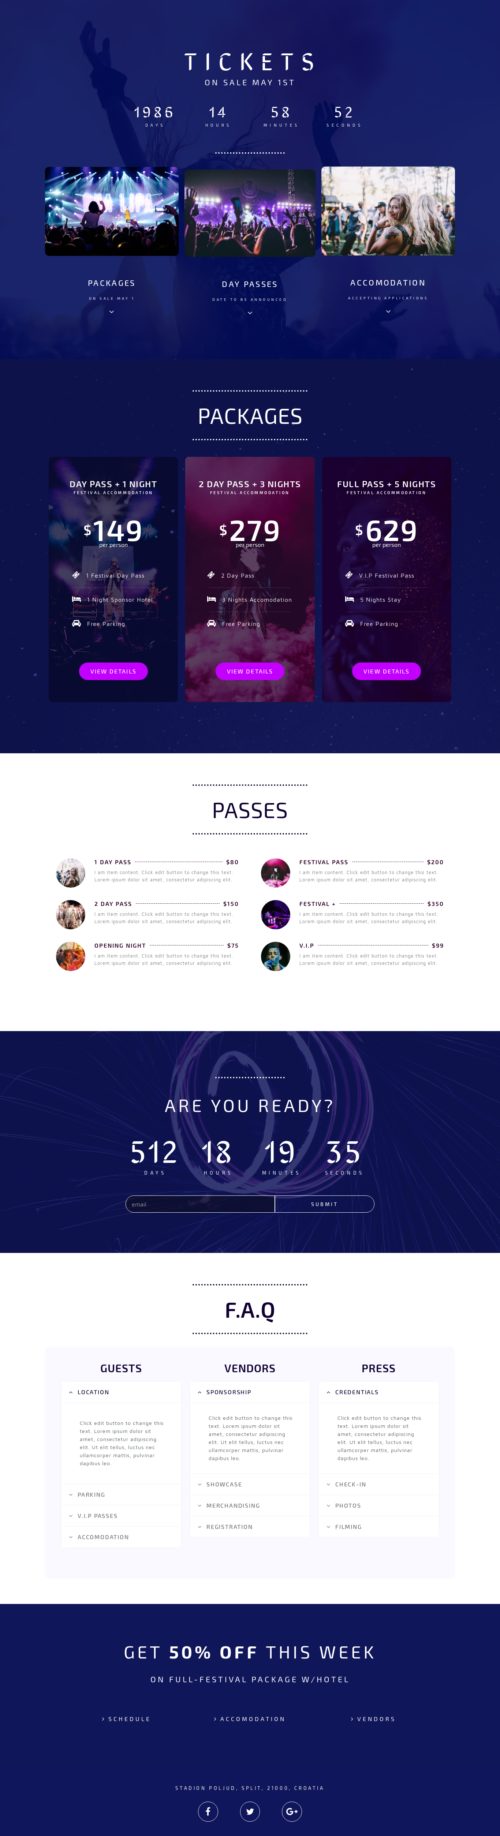 TICKETS
ON SALE MAY 1ST
1986 14 58 52
DAYS HOURS MINUTES SECONDS
PACKAGES
ON SALE MAY 1
DAY PASSES
DATE TO BE ANNOUNCED
ACCOMODATION
ACCEPTING APPLICATIONS
PACKAGES
DAY PASS + 1 NIGHT
FESTIVAL ACCOMMODATION
$149
per person
1 Festival Day Pass
1 Night Sponsor Hotel
Free Parking
VIEW DETAILS
2 DAY PASS + 3 NIGHTS
FESTIVAL ACCOMMODATION
$279
per person
2 Day Pass
3 Nights Accomodation
Free Parking
VIEW DETAILS
FULL PASS + 5 NIGHTS
FESTIVAL ACCOMMODATION
$629
per person
V.I.P Festival Pass
5 Nights Stay
Free Parking
VIEW DETAILS
PASSES
1 DAY PASS $80
I am item content. Click edit button to change this text.
Lorem ipsum dolor sit amet, consectetur adipiscing elit.
2 DAY PASS $150
I am item content. Click edit button to change this text.
Lorem ipsum dolor sit amet, consectetur adipiscing elit.
OPENING NIGHT $75
I am item content. Click edit button to change this text.
Lorem ipsum dolor sit amet, consectetur adipiscing elit.
FESTIVAL PASS $200
I am item content. Click edit button to change this text.
Lorem ipsum dolor sit amet, consectetur adipiscing elit.
FESTIVAL + $350
I am item content. Click edit button to change this text.
Lorem ipsum dolor sit amet, consectetur adipiscing elit.
V.I.P $99
I am item content. Click edit button to change this text.
Lorem ipsum dolor sit amet, consectetur adipiscing elit.
ARE YOU READY?
512 18 19 35
DAYS HOURS MINUTES SECONDS
email SUBMIT
F.A.Q
GUESTS
LOCATION
Click edit button to change this
text. Lorem ipsum dolor sit
amet, consectetur adipiscing
elit. Ut elit tellus, luctus nec
ullamcorper mattis, pulvinar
dapibus leo.
PARKING
V.I.P PASSES
ACCOMODATION
VENDORS
SPONSORSHIP
Click edit button to change this
text. Lorem ipsum dolor sit
amet, consectetur adipiscing
elit. Ut elit tellus, luctus nec
ullamcorper mattis, pulvinar
dapibus leo.
SHOWCASE
MERCHANDISING
REGISTRATION
PRESS
CREDENTIALS
Click edit button to change this
text. Lorem ipsum dolor sit
amet, consectetur adipiscing
elit. Ut elit tellus, luctus nec
ullamcorper mattis, pulvinar
dapibus leo.
CHECK-IN
PHOTOS
FILMING
GET 50% OFF THIS WEEK
ON FULL-FESTIVAL PACKAGE W/HOTEL
> SCHEDULE > ACCOMODATION > VENDORS
STADION POLJUD, SPLIT, 21000, CROATIA